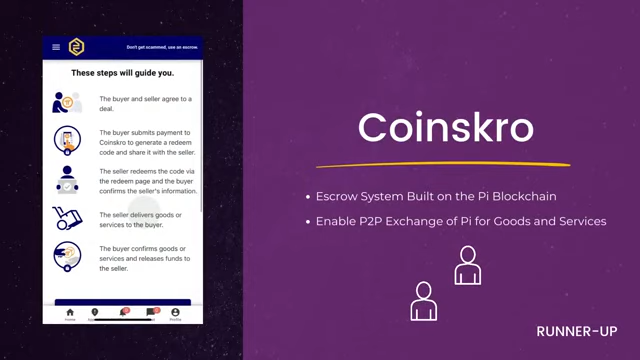 Don't get scammed, use an escrow.
These steps will guide you.
The buyer and seller agree to a
deal.
The buyer submits payment to
Coinskro to generate a redeem
code and share it with the seller.
The seller redeems the code via
the redeem page and the buyer
confirms the seller's information.
The seller delivers goods or
services to the buyer.
The buyer confirms goods or
services and releases funds to
the seller.
Home
Profile
Coinskro
• Escrow System Built on the Pi Blockchain
• Enable P2P Exchange of Pi for Goods and Services
RUNNER-UP